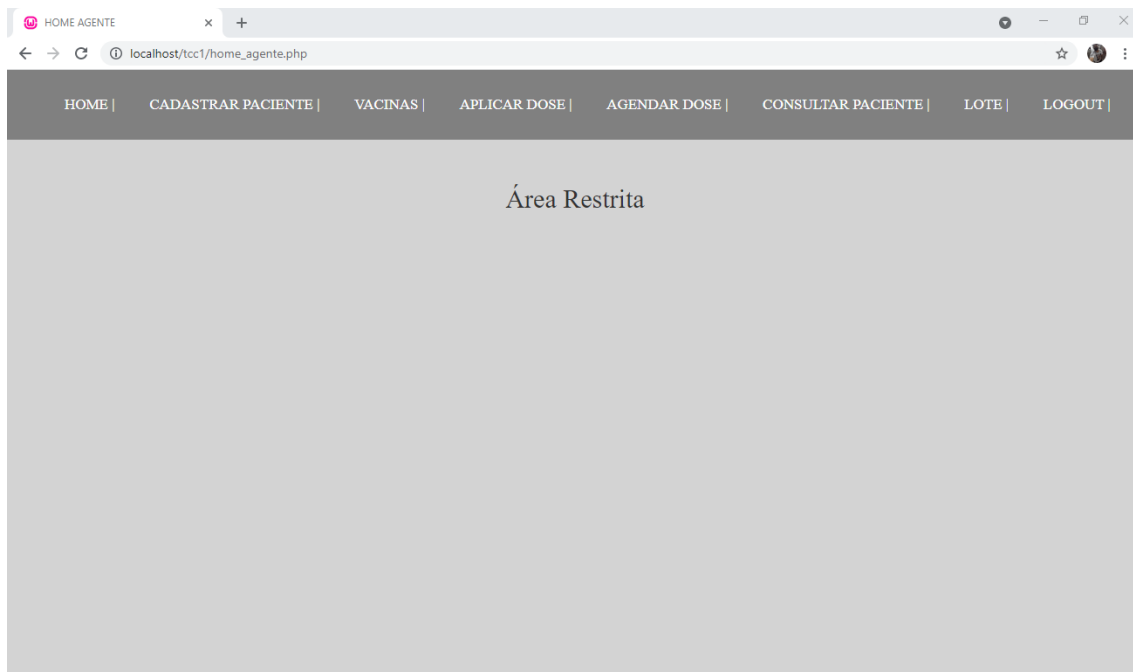 HOME AGENTE
localhost/tcc1/home_agente.php
HOME | CADASTRAR PACIENTE | VACINAS | APLICAR DOSE | AGENDAR DOSE | CONSULTAR PACIENTE | LOTE | LOGOUT |
Área Restrita